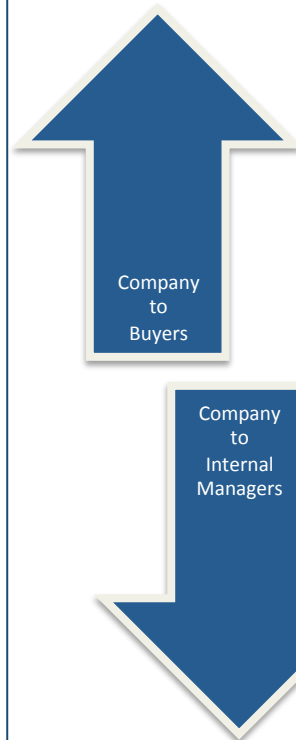 Company
to
Buyers
Company
to
Internal
Managers